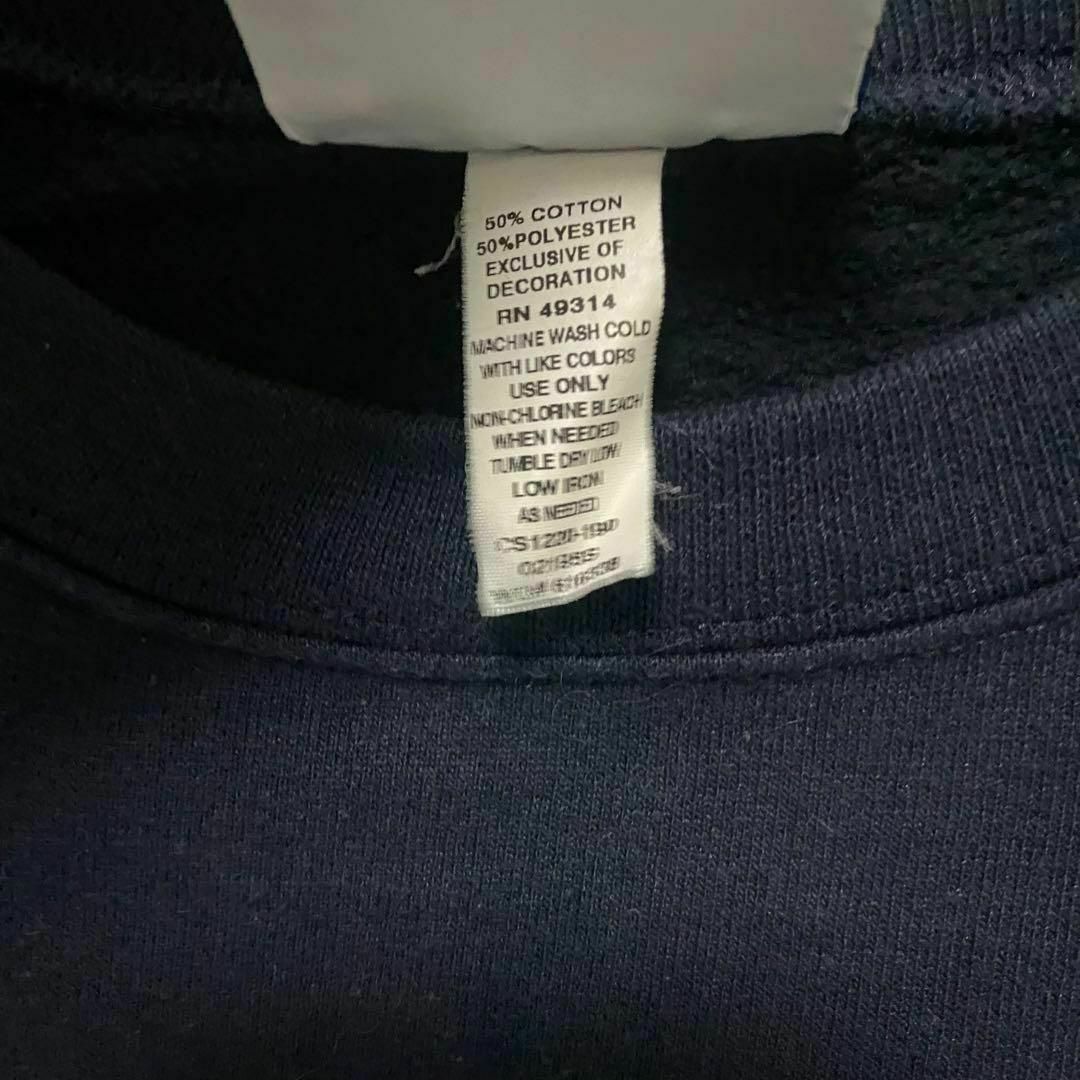 50% COTTON
50%POLYESTER
EXCLUSIVE OF
DECORATION
RN 49314
MACHINE WASH COLD
WITH LIKE COLORS
USE ONLY
NON-CHLORINE BLEACH
WHEN NEEDED
TUMBLE DRY LOW
LOW IRON
AS NEEDED